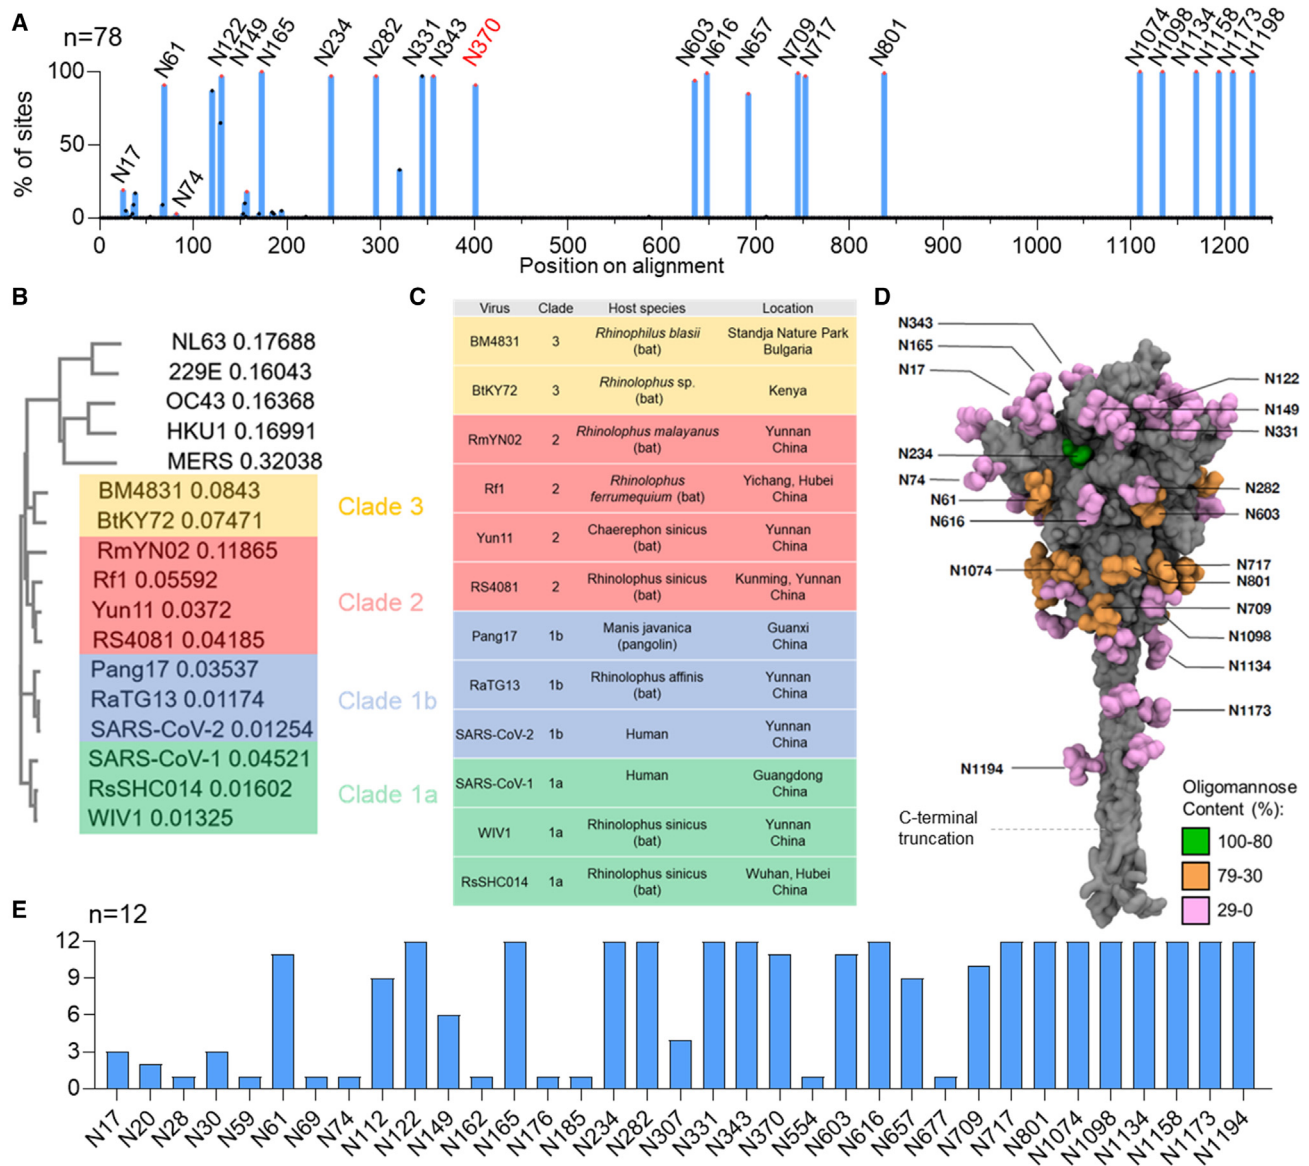 A
n=78
N17
N61
N74
N122
N149
N165
N234
N282
N331
N343
N370
N603
N616
N657
N709
N717
N801
N1074
N1098
N1134
N1158
N1173
N1198
% of sites
100
50
0
0 100 200 300 400 500 600 700 800 900 1000 1100 1200
Position on alignment
B
NL63 0.17688
229E 0.16043
OC43 0.16368
HKU1 0.16991
MERS 0.32038
BM4831 0.0843
BtKY72 0.07471
Clade 3
RmYN02 0.11865
Rf1 0.05592
Yun11 0.0372
RS4081 0.04185
Clade 2
Pang17 0.03537
RaTG13 0.01174
SARS-CoV-2 0.01254
Clade 1b
SARS-CoV-1 0.04521
RsSHC014 0.01602
WIV1 0.01325
Clade 1a
C
Virus Clade Host species Location
BM4831 3 Rhinophilus blasii (bat) Standja Nature Park Bulgaria
BtKY72 3 Rhinolophus sp. (bat) Kenya
RmYN02 2 Rhinolophus malayanus (bat) Yunnan China
Rf1 2 Rhinolophus ferrumequium (bat) Yichang, Hubei China
Yun11 2 Chaerephon sinicus (bat) Yunnan China
RS4081 2 Rhinolophus sinicus (bat) Kunming, Yunnan China
Pang17 1b Manis javanica (pangolin) Guanxi China
RaTG13 1b Rhinolophus affinis (bat) Yunnan China
SARS-CoV-2 1b Human Yunnan China
SARS-CoV-1 1a Human Guangdong China
WIV1 1a Rhinolophus sinicus (bat) Yunnan China
RsSHC014 1a Rhinolophus sinicus (bat) Wuhan, Hubei China
D
N343
N165
N17
N234
N74
N61
N616
N1074
N1194
N122
N149
N331
N282
N603
N717
N801
N709
N1098
N1134
N1173
C-terminal
truncation
Oligomannose
Content (%):
100-80
79-30
29-0
E
n=12
12
9
6
3
0
N17
N20
N28
N30
N59
N61
N69
N74
N112
N122
N149
N162
N165
N176
N185
N234
N282
N307
N331
N343
N370
N554
N603
N616
N657
N677
N709
N717
N801
N1074
N1098
N1134
N1158
N1173
N1194